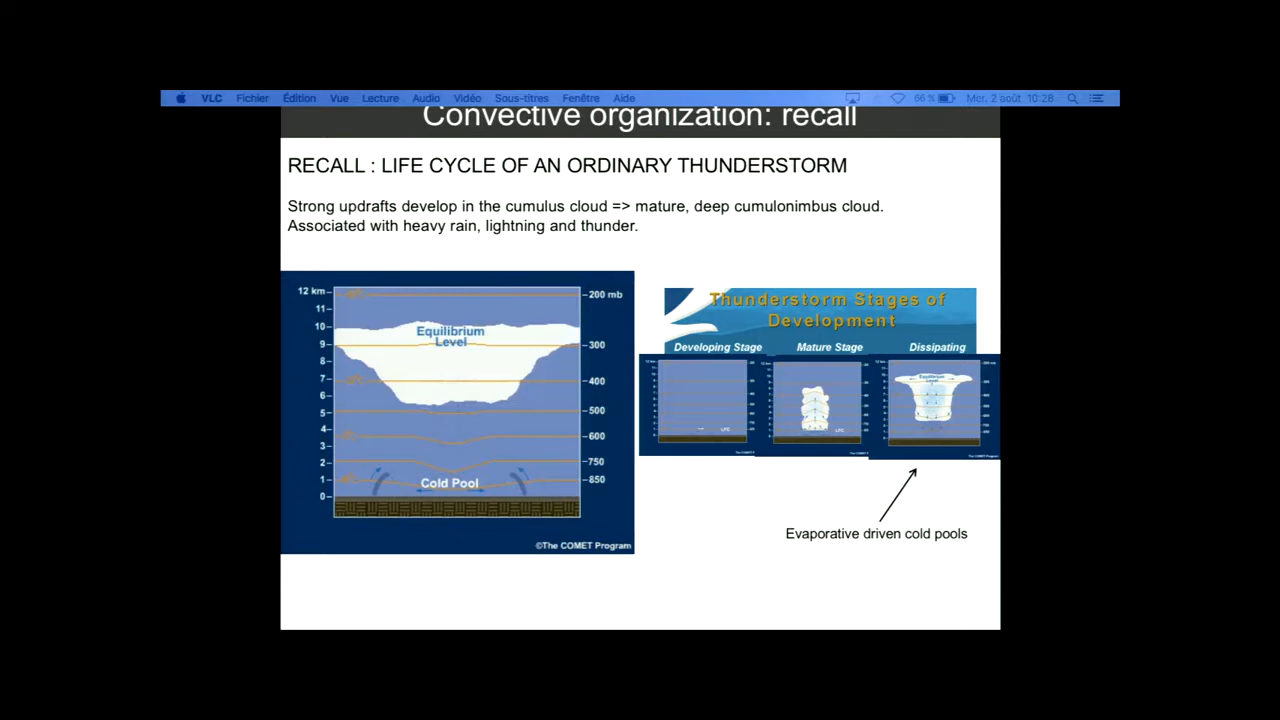 VLC Fichier Édition Vue Lecture Audio Vidéo Sous-titres Fenêtre Aide 66 % Mer. 2 août 10:28
Convective organization: recall
RECALL : LIFE CYCLE OF AN ORDINARY THUNDERSTORM
Strong updrafts develop in the cumulus cloud => mature, deep cumulonimbus cloud.
Associated with heavy rain, lightning and thunder.
12 km
11
10
9
8
7
6
5
4
3
2
1
0
200 mb
300
400
500
600
750
850
Equilibrium
Level
Cold Pool
©The COMET Program
Thunderstorm Stages of
Development
Developing Stage Mature Stage Dissipating
LFC
LFC
Equilibrium
Level
Evaporative driven cold pools